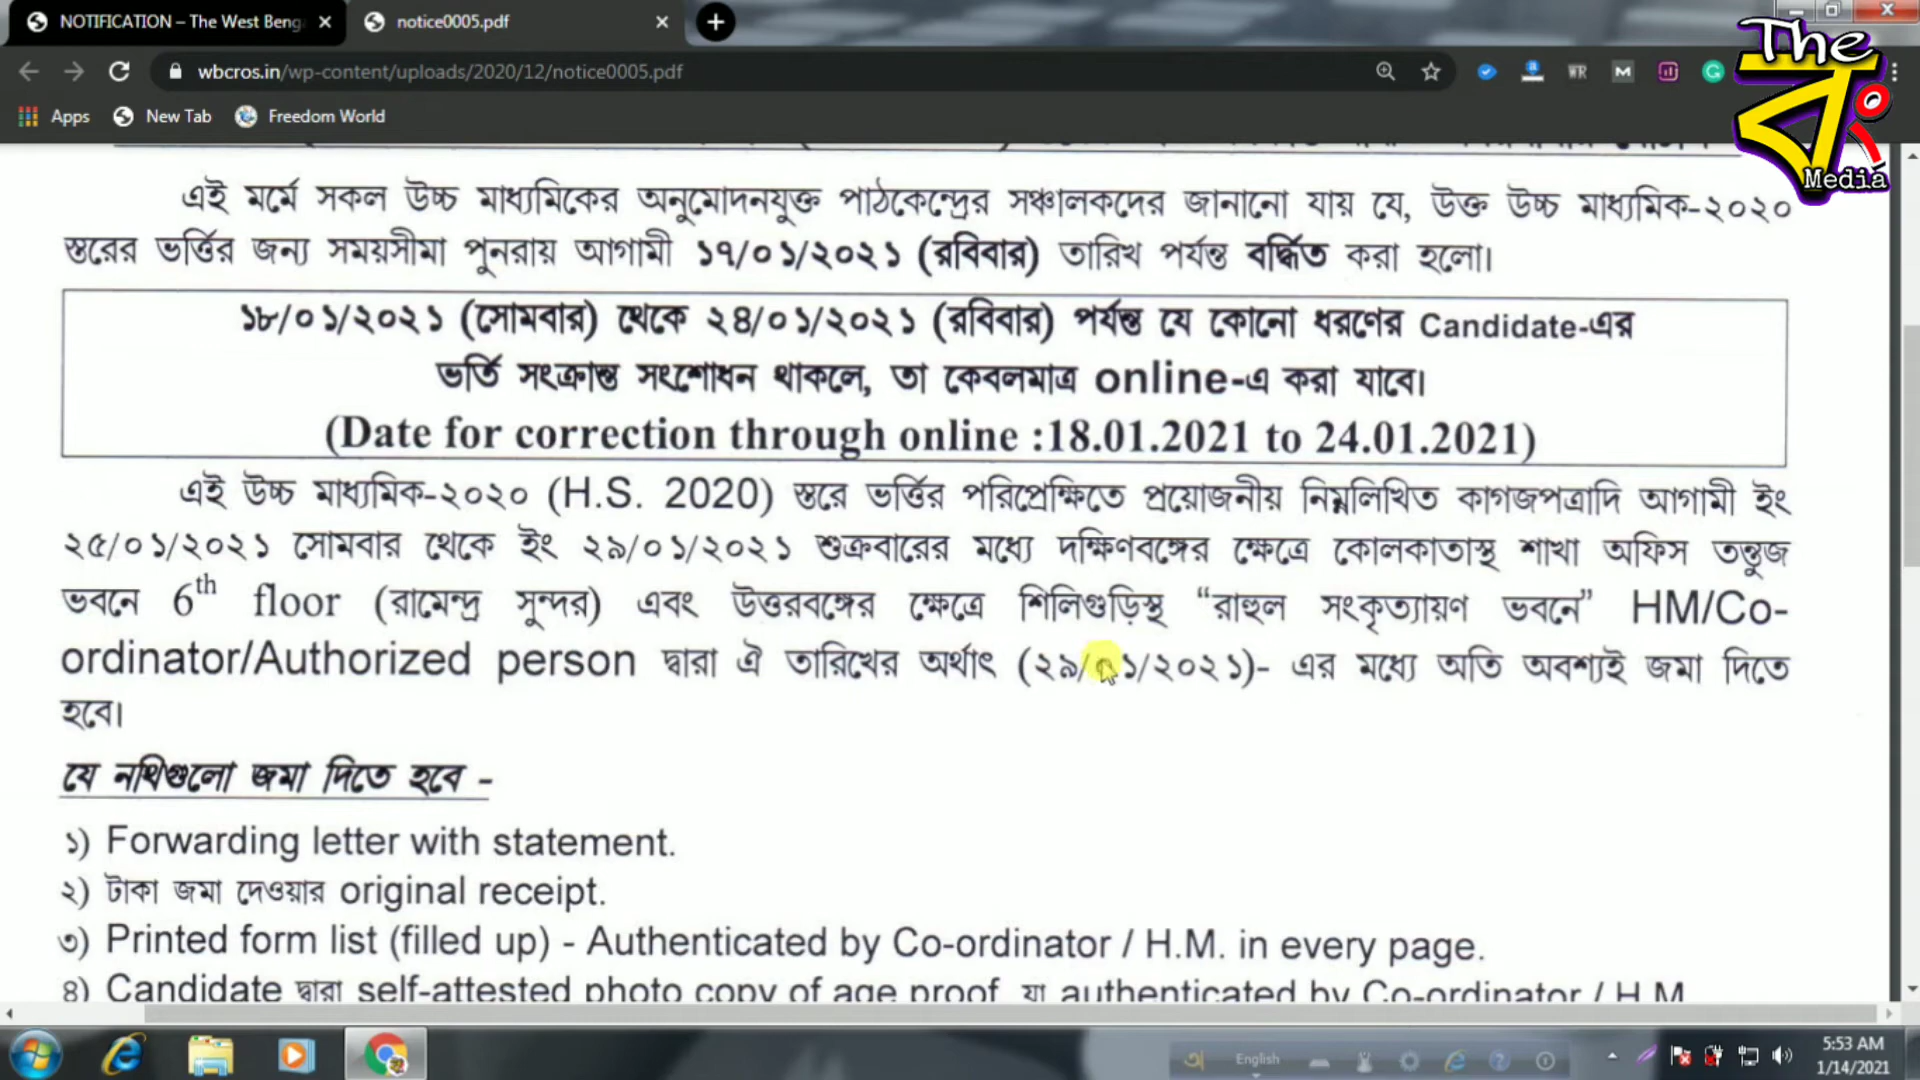 NOTIFICATION – The West Beng
notice0005.pdf
wbcros.in/wp-content/uploads/2020/12/notice0005.pdf
WR
Apps
New Tab
Freedom World
The
বং
Media
এই মর্মে সকল উচ্চ মাধ্যমিকের অনুমোদনযুক্ত পাঠকেন্দ্রের সঞ্চালকদের জানানো যায় যে, উক্ত উচ্চ মাধ্যমিক-২০২০
স্তরের ভর্ত্তির জন্য সময়সীমা পুনরায় আগামী ১৭/০১/২০২১ (রবিবার) তারিখ পর্যন্ত বর্দ্ধিত করা হলো।
১৮/০১/২০২১ (সোমবার) থেকে ২৪/০১/২০২১ (রবিবার) পর্যন্ত যে কোনো ধরণের Candidate-এর
ভর্তি সংক্রান্ত সংশোধন থাকলে, তা কেবলমাত্র online-এ করা যাবে।
(Date for correction through online :18.01.2021 to 24.01.2021)
এই উচ্চ মাধ্যমিক-২০২০ (H.S. 2020) স্তরে ভর্ত্তির পরিপ্রেক্ষিতে প্রয়োজনীয় নিম্নলিখিত কাগজপত্রাদি আগামী ইং
২৫/০১/২০২১ সোমবার থেকে ইং ২৯/০১/২০২১ শুক্রবারের মধ্যে দক্ষিণবঙ্গের ক্ষেত্রে কোলকাতাস্থ শাখা অফিস তন্তুজ
ভবনে 6th floor (রামেন্দ্র সুন্দর) এবং উত্তরবঙ্গের ক্ষেত্রে শিলিগুড়িস্থ “রাহুল সংকৃত্যায়ণ ভবনে” HM/Co-
ordinator/Authorized person দ্বারা ঐ তারিখের অর্থাৎ (২৯/০১/২০২১)- এর মধ্যে অতি অবশ্যই জমা দিতে
হবে।
যে নথিগুলো জমা দিতে হবে -
১) Forwarding letter with statement.
২) টাকা জমা দেওয়ার original receipt.
৩) Printed form list (filled up) - Authenticated by Co-ordinator / H.M. in every page.
৪) Candidate দ্বারা self-attested photo copy of age proof যা authenticated by Co-ordinator / H.M.
English
5:53 AM
1/14/2021